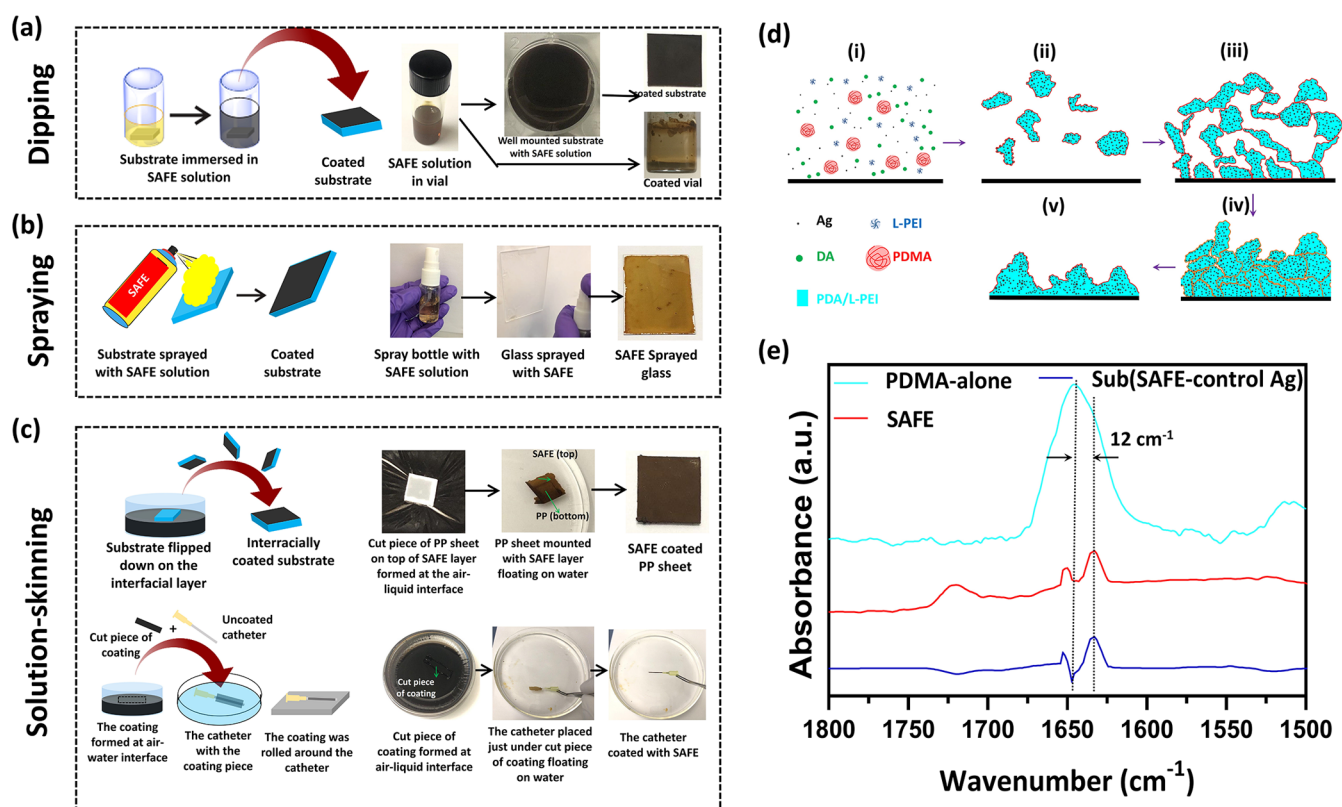 (a)
Dipping
Substrate immersed in
SAFE solution
Coated
substrate
SAFE solution
in vial
Well mounted substrate
with SAFE solution
coated substrate
Coated vial
(b)
Spraying
SAFE
Substrate sprayed
with SAFE solution
Coated
substrate
Spray bottle with
SAFE solution
Glass sprayed
with SAFE
SAFE Sprayed
glass
(c)
Solution-skinning
Substrate flipped
down on the
interfacial layer
Interracially
coated substrate
Cut piece of PP sheet
on top of SAFE layer
formed at the air-
liquid interface
SAFE (top)
PP (bottom)
PP sheet mounted
with SAFE layer
floating on water
SAFE coated
PP sheet
Cut piece of
coating
+
Uncoated
catheter
The coating
formed at air-
water interface
The catheter
with the
coating piece
The coating was
rolled around the
catheter
Cut piece
of coating
Cut piece of
coating formed at
air-liquid interface
The catheter placed
just under cut piece
of coating floating
on water
The catheter
coated with SAFE
(d)
(i)
(ii)
(iii)
(v)
(iv)
Ag
L-PEI
DA
PDMA
PDA/L-PEI
(e)
PDMA-alone
Sub(SAFE-control Ag)
SAFE
12 cm⁻¹
Absorbance (a.u.)
1800 1750 1700 1650 1600 1550 1500
Wavenumber (cm⁻¹)